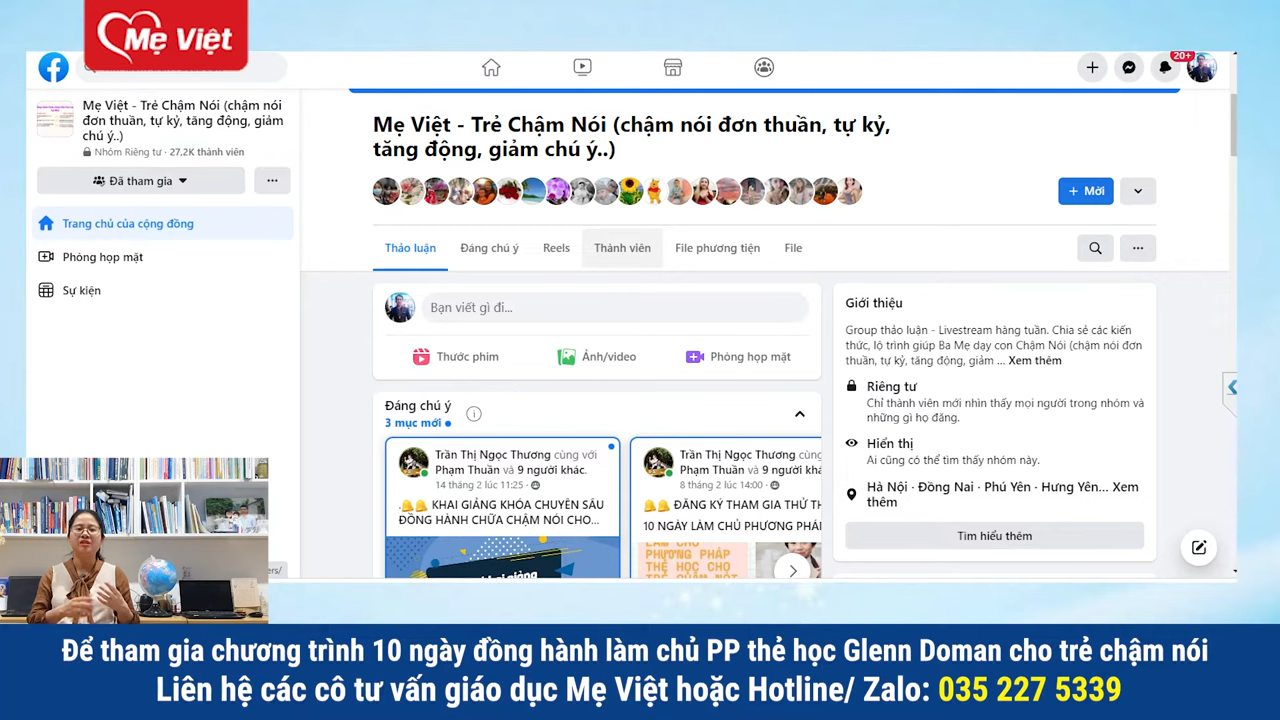 Mẹ Việt
20+
Mẹ Việt - Trẻ Chậm Nói (chậm nói
đơn thuần, tự kỷ, tăng động, giảm
chú ý..)
Nhóm Riêng tư · 27,2K thành viên
Đã tham gia
Trang chủ của cộng đồng
Phòng họp mặt
Sự kiện
Mẹ Việt - Trẻ Chậm Nói (chậm nói đơn thuần, tự kỷ,
tăng động, giảm chú ý..)
+ Mời
Thảo luận
Đáng chú ý
Reels
Thành viên
File phương tiện
File
Bạn viết gì đi...
Thước phim
Ảnh/video
Phòng họp mặt
Đáng chú ý
3 mục mới
Trần Thị Ngọc Thương cùng với
Phạm Thuần và 9 người khác.
14 tháng 2 lúc 11:25 ·
🔔🔔 KHAI GIẢNG KHÓA CHUYÊN SÂU
ĐỒNG HÀNH CHỮA CHẬM NÓI CHO...
Trần Thị Ngọc Thương cùng
Phạm Thuần và 9 người khác
8 tháng 2 lúc 14:00 ·
🔔🔔 ĐĂNG KÝ THAM GIA THỬ TH
10 NGÀY LÀM CHỦ PHƯƠNG PHÁ
PHƯƠNG PHÁP
THẺ HỌC CHO
Giới thiệu
Group thảo luận - Livestream hàng tuần. Chia sẻ các kiến
thức, lộ trình giúp Ba Mẹ dạy con Chậm Nói (chậm nói đơn
thuần, tự kỷ, tăng động, giảm ... Xem thêm
Riêng tư
Chỉ thành viên mới nhìn thấy mọi người trong nhóm và
những gì họ đăng.
Hiển thị
Ai cũng có thể tìm thấy nhóm này.
Hà Nội · Đồng Nai · Phú Yên · Hưng Yên... Xem
thêm
Tìm hiểu thêm
Để tham gia chương trình 10 ngày đồng hành làm chủ PP thẻ học Glenn Doman cho trẻ chậm nói
Liên hệ các cô tư vấn giáo dục Mẹ Việt hoặc Hotline/ Zalo: 035 227 5339